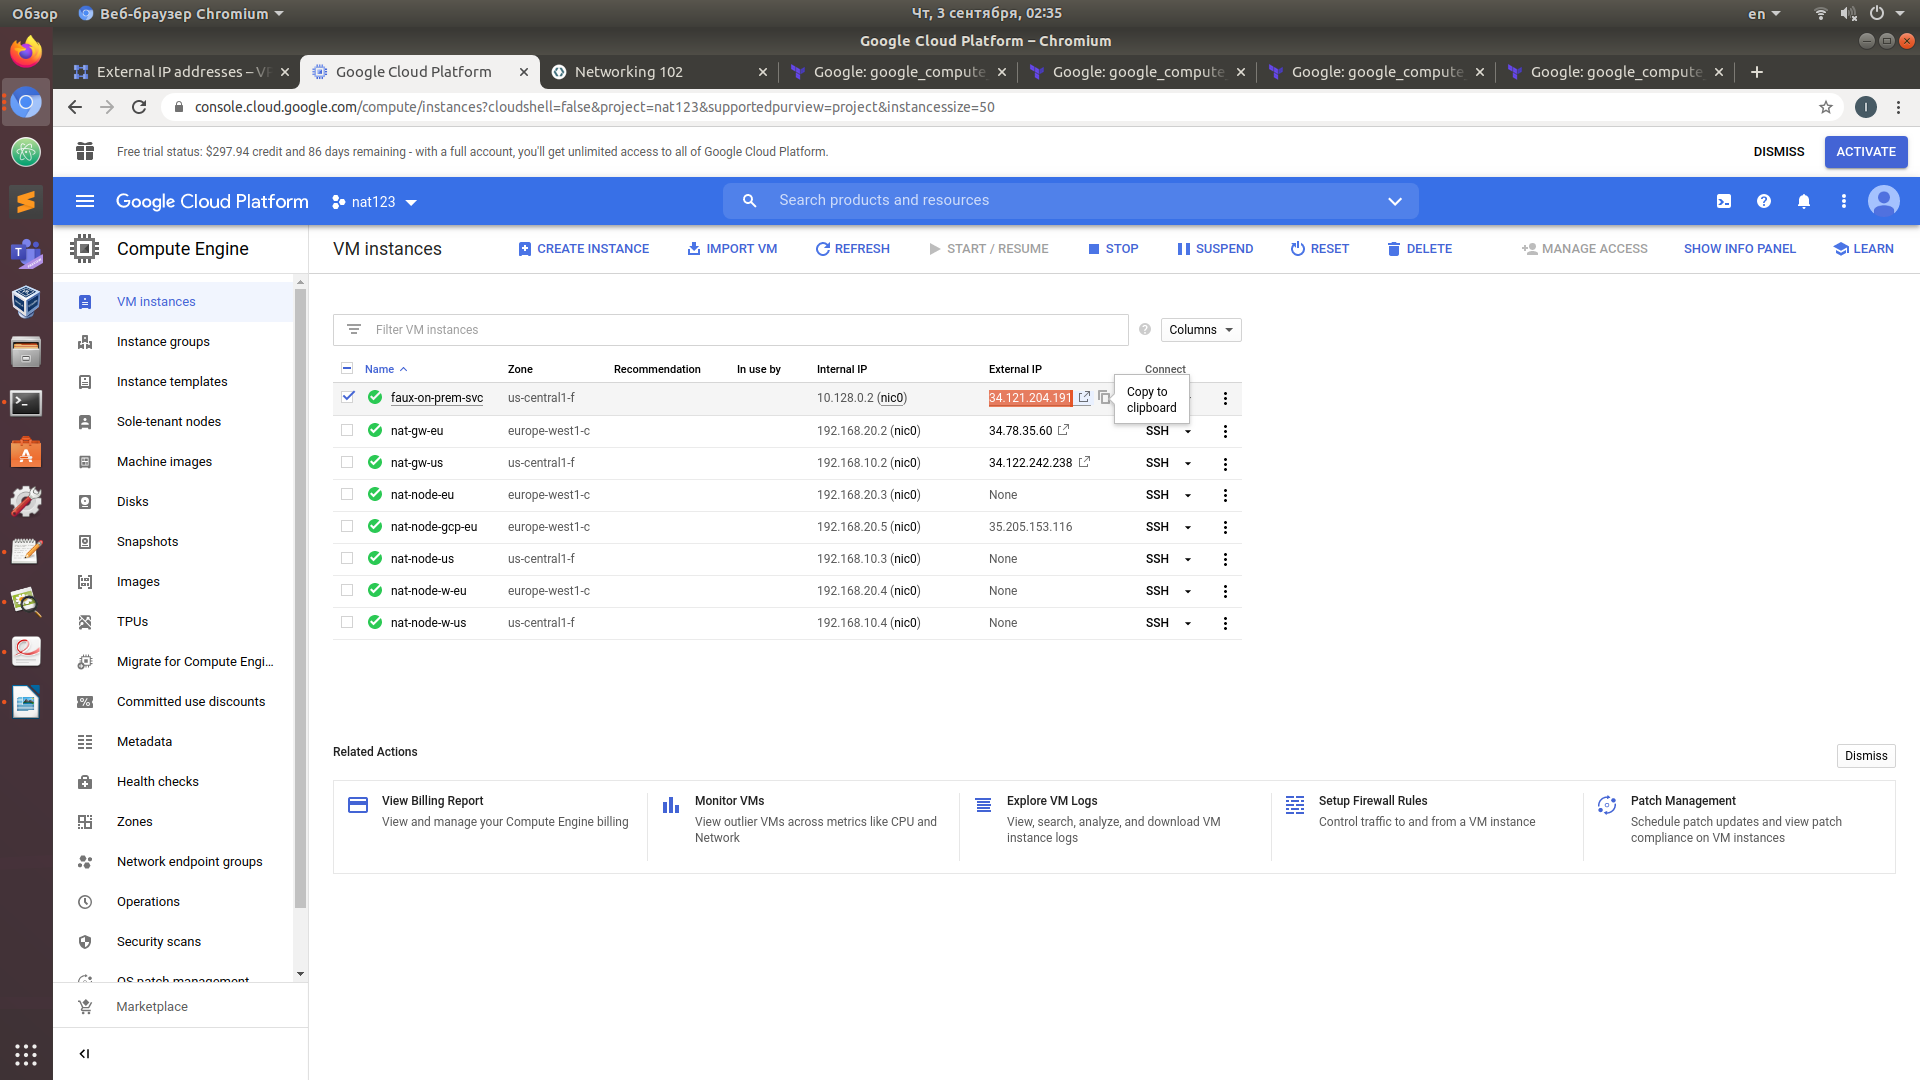 Обзор
Веб-браузер Chromium
Чт, 3 сентября, 02:35
en
Google Cloud Platform – Chromium
External IP addresses – VP
Google Cloud Platform
Networking 102
Google: google_compute
Google: google_compute
Google: google_compute
Google: google_compute
console.cloud.google.com/compute/instances?cloudshell=false&project=nat123&supportedpurview=project&instancessize=50
I
Free trial status: $297.94 credit and 86 days remaining - with a full account, you'll get unlimited access to all of Google Cloud Platform.
DISMISS
ACTIVATE
Google Cloud Platform
nat123
Search products and resources
Compute Engine
VM instances
CREATE INSTANCE
IMPORT VM
REFRESH
START / RESUME
STOP
SUSPEND
RESET
DELETE
MANAGE ACCESS
SHOW INFO PANEL
LEARN
VM instances
Instance groups
Instance templates
Sole-tenant nodes
Machine images
Disks
Snapshots
Images
TPUs
Migrate for Compute Engi...
Committed use discounts
Metadata
Health checks
Zones
Network endpoint groups
Operations
Security scans
OS patch management
Marketplace
Filter VM instances
Columns
Name Zone Recommendation In use by Internal IP External IP Connect
faux-on-prem-svc us-central1-f 10.128.0.2 (nic0) 34.121.204.191
Copy to
clipboard
nat-gw-eu europe-west1-c 192.168.20.2 (nic0) 34.78.35.60 SSH
nat-gw-us us-central1-f 192.168.10.2 (nic0) 34.122.242.238 SSH
nat-node-eu europe-west1-c 192.168.20.3 (nic0) None SSH
nat-node-gcp-eu europe-west1-c 192.168.20.5 (nic0) 35.205.153.116 SSH
nat-node-us us-central1-f 192.168.10.3 (nic0) None SSH
nat-node-w-eu europe-west1-c 192.168.20.4 (nic0) None SSH
nat-node-w-us us-central1-f 192.168.10.4 (nic0) None SSH
Related Actions
Dismiss
View Billing Report
View and manage your Compute Engine billing
Monitor VMs
View outlier VMs across metrics like CPU and
Network
Explore VM Logs
View, search, analyze, and download VM
instance logs
Setup Firewall Rules
Control traffic to and from a VM instance
Patch Management
Schedule patch updates and view patch
compliance on VM instances